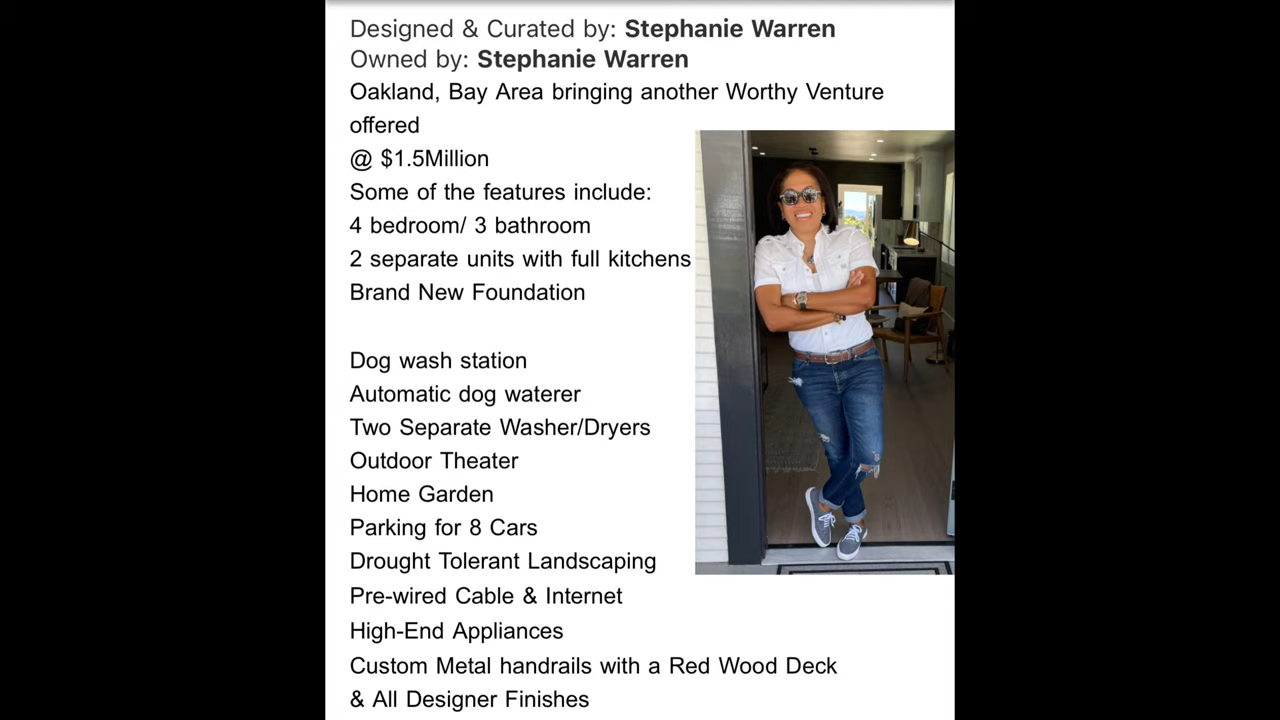 Designed & Curated by: Stephanie Warren
Owned by: Stephanie Warren
Oakland, Bay Area bringing another Worthy Venture
offered
@ $1.5Million
Some of the features include:
4 bedroom/ 3 bathroom
2 separate units with full kitchens
Brand New Foundation
Dog wash station
Automatic dog waterer
Two Separate Washer/Dryers
Outdoor Theater
Home Garden
Parking for 8 Cars
Drought Tolerant Landscaping
Pre-wired Cable & Internet
High-End Appliances
Custom Metal handrails with a Red Wood Deck
& All Designer Finishes